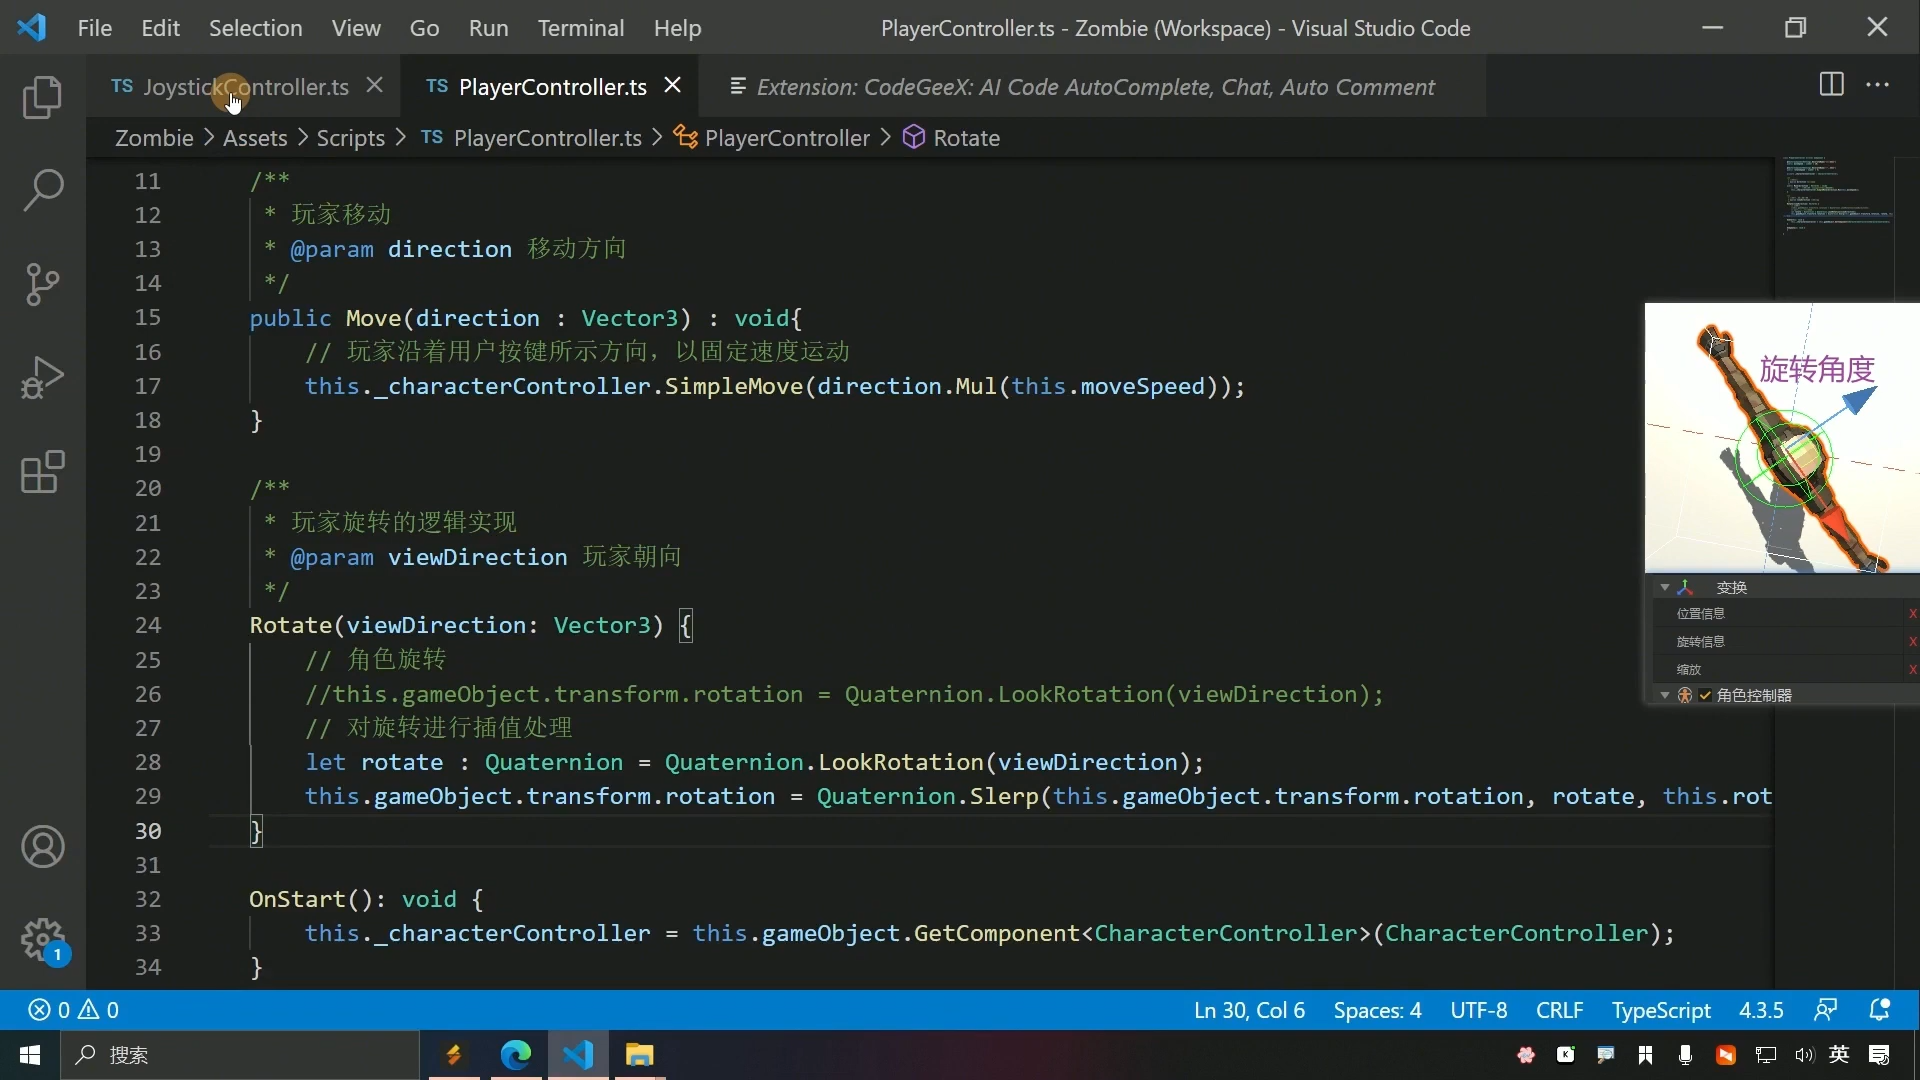 File Edit Selection View Go Run Terminal Help PlayerController.ts - Zombie (Workspace) - Visual Studio Code
TS JoystickController.ts TS PlayerController.ts Extension: CodeGeeX: AI Code AutoComplete, Chat, Auto Comment
Zombie > Assets > Scripts > TS PlayerController.ts > PlayerController > Rotate
11 /**
12 * 玩家移动
13 * @param direction 移动方向
14 */
15 public Move(direction : Vector3) : void{
16 // 玩家沿着用户按键所示方向，以固定速度运动
17 this._characterController.SimpleMove(direction.Mul(this.moveSpeed));
18 }
19
20 /**
21 * 玩家旋转的逻辑实现
22 * @param viewDirection 玩家朝向
23 */
24 Rotate(viewDirection: Vector3) {
25 // 角色旋转
26 //this.gameObject.transform.rotation = Quaternion.LookRotation(viewDirection);
27 // 对旋转进行插值处理
28 let rotate : Quaternion = Quaternion.LookRotation(viewDirection);
29 this.gameObject.transform.rotation = Quaternion.Slerp(this.gameObject.transform.rotation, rotate, this.rot
30 }
31
32 OnStart(): void {
33 this._characterController = this.gameObject.GetComponent<CharacterController>(CharacterController);
34 }
旋转角度
变换
位置信息 X
旋转信息 X
缩放 X
角色控制器
1
0 0 Ln 30, Col 6 Spaces: 4 UTF-8 CRLF TypeScript 4.3.5
搜索 K 英